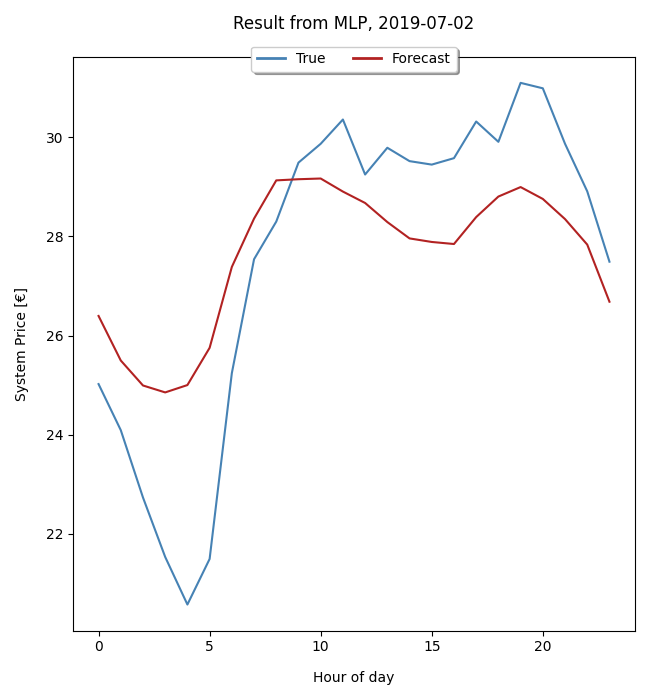 Result from MLP, 2019-07-02
True Forecast
30
28
26
24
22
System Price [€]
0 5 10 15 20
Hour of day